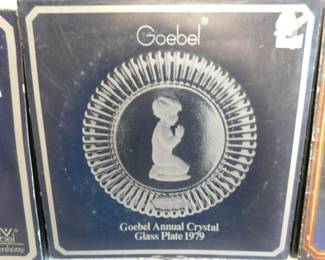 Goebel®
Goebel Annual Crystal
Glass Plate 1979